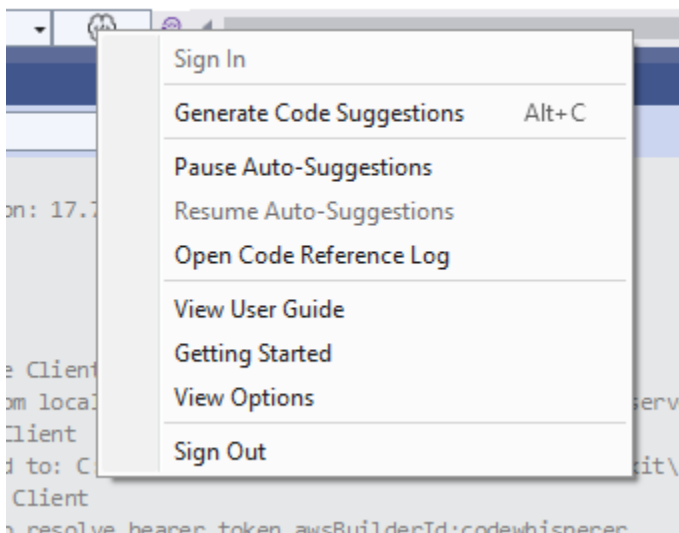 Sign In
Generate Code Suggestions Alt+C
Pause Auto-Suggestions
on: 17.7
Resume Auto-Suggestions
Open Code Reference Log
View User Guide
Getting Started
e Client
View Options
om local
serv
Client
Sign Out
d to: C:
kit\
Client
o resolve bearer token awsBuilderId:codewhisperer